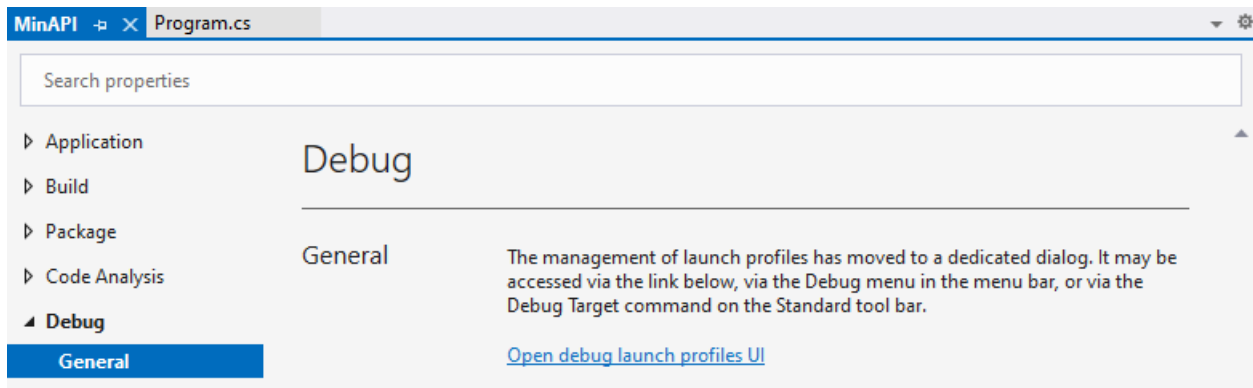 MinAPI Program.cs
Search properties
Application
Build
Package
Code Analysis
Debug
General
Debug
General
The management of launch profiles has moved to a dedicated dialog. It may be
accessed via the link below, via the Debug menu in the menu bar, or via the
Debug Target command on the Standard tool bar.
Open debug launch profiles UI